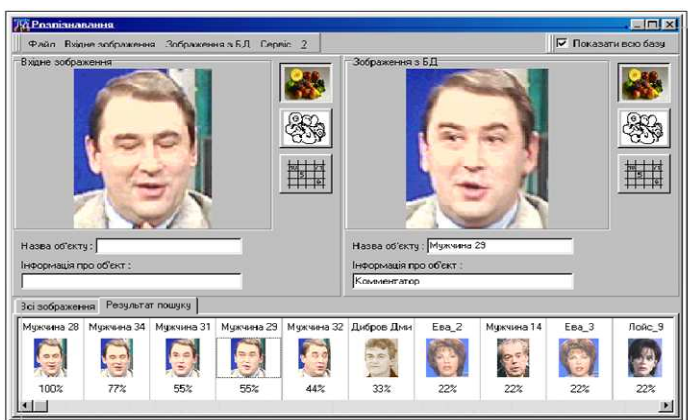 Розпізнавання
Файл Вхідне зображення Зображення з БД Сервіс ?
Показати всю базу
Вхідне зображення
Зображення з БД
Назва об'єкту :
Назва об'єкту : Мужчина 29
Інформація про об'єкт :
Інформація про об'єкт :
Комментатор
Всі зображення Результат пошуку
Мужчина 28 Мужчина 34 Мужчина 31 Мужчина 29 Мужчина 32 Дибров Дми Ева_2 Мужчина 14 Ева_3 Лойс_9
100% 77% 55% 55% 44% 33% 22% 22% 22% 22%